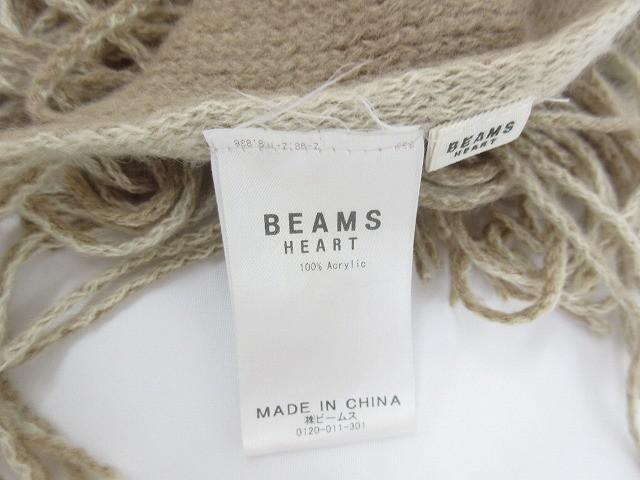 BEAMS
HEART
100% Acrylic
MADE IN CHINA
㈱ビームス
0120-011-301
BEAMS
HEART